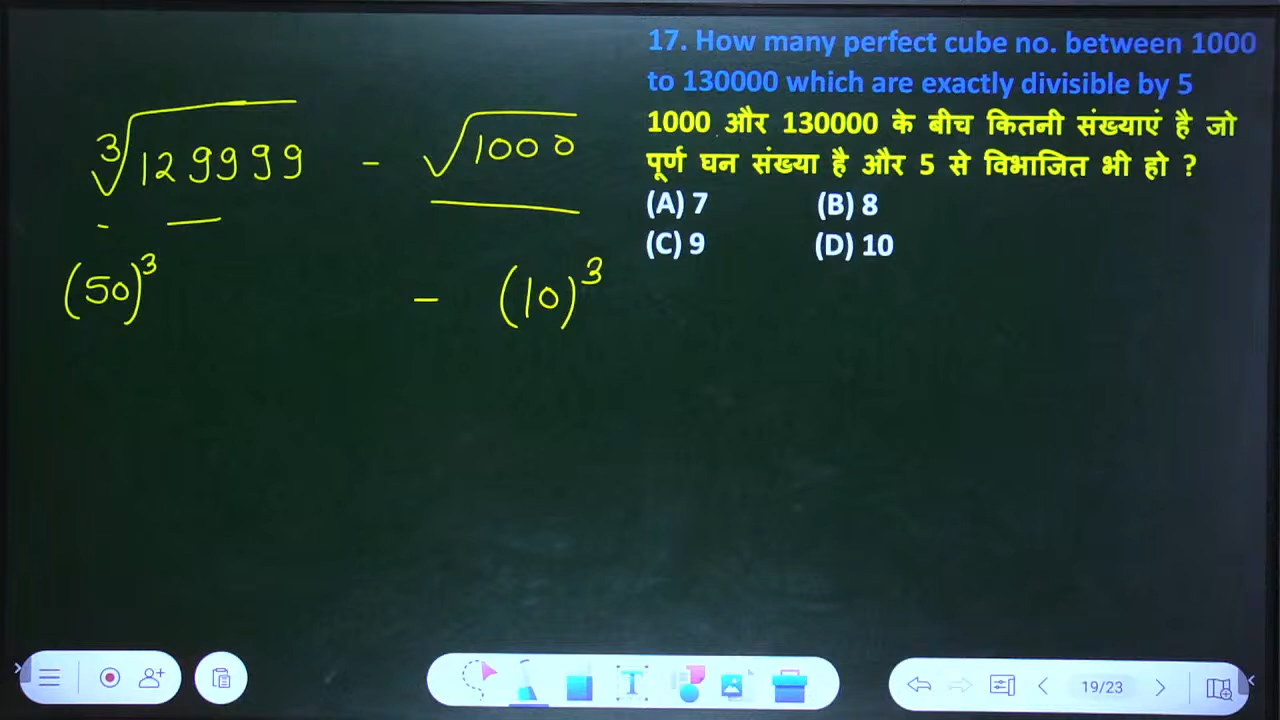 17. How many perfect cube no. between 1000
to 130000 which are exactly divisible by 5
1000 और 130000 के बीच कितनी संख्याएं है जो
पूर्ण घन संख्या है और 5 से विभाजित भी हो ?
(A) 7 (B) 8
(C) 9 (D) 10
∛129999 - √1000
(50)³ - (10)³
T
19/23